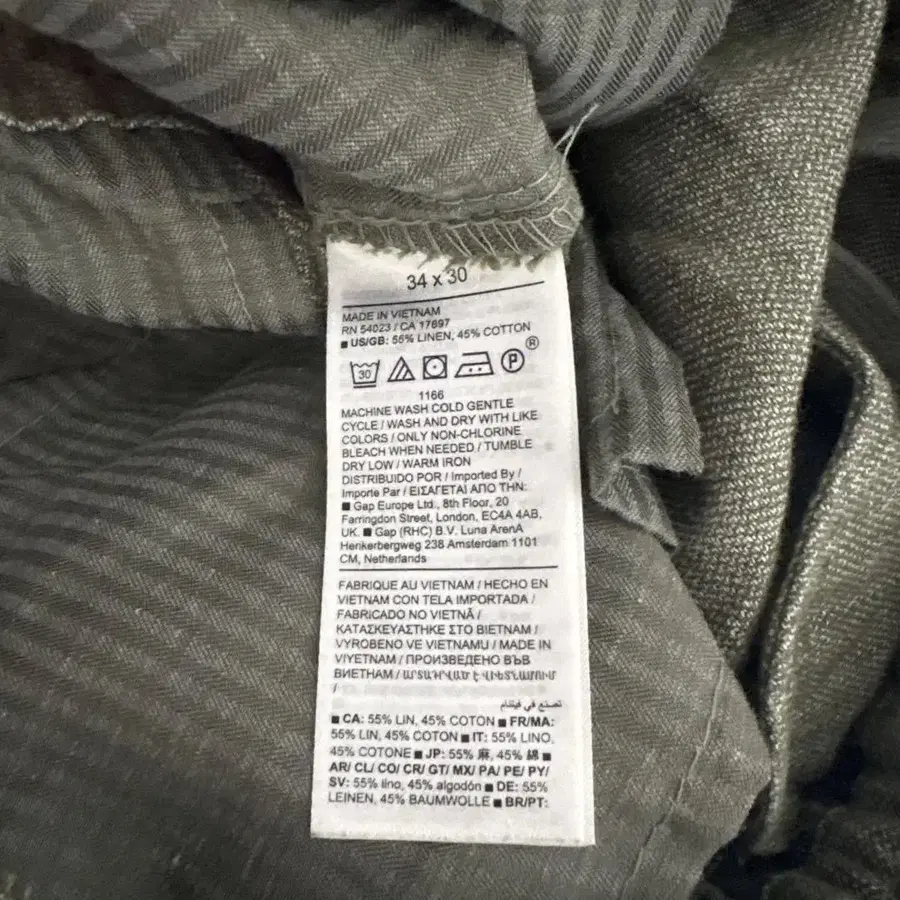 34 x 30
MADE IN VIETNAM
RN 54023 / CA 17897
■ US/GB: 55% LINEN, 45% COTTON
30 P ®
1166
MACHINE WASH COLD GENTLE
CYCLE / WASH AND DRY WITH LIKE
COLORS / ONLY NON-CHLORINE
BLEACH WHEN NEEDED / TUMBLE
DRY LOW / WARM IRON
DISTRIBUIDO POR / Imported By /
Importe Par / ΕΙΣΑΓΕΤΑΙ ΑΠΟ ΤΗΝ:
■ Gap Europe Ltd., 8th Floor, 20
Farringdon Street, London, EC4A 4AB,
UK. ■ Gap (RHC) B.V. Luna ArenA
Herikerbergweg 238 Amsterdam 1101
CM, Netherlands
FABRIQUE AU VIETNAM / HECHO EN
VIETNAM CON TELA IMPORTADA /
FABRICADO NO VIETNÃ /
ΚΑΤΑΣΚΕΥΑΣΤΗΚΕ ΣΤΟ ΒΙΕΤΝΑΜ /
VYROBENO VE VIETNAMU / MADE IN
VIYETNAM / ПРОИЗВЕДЕНО ВЪВ
ВИЕТНАМ / ԱՐՏԱԴՐՎԱԾ Է ՎԻԵՏՆԱՄՈՒՄ
/
تصنع في فيتنام
■ CA: 55% LIN, 45% COTON ■ FR/MA:
55% LIN, 45% COTON ■ IT: 55% LINO,
45% COTONE ■ JP: 55% 麻, 45% 綿 ■
AR/ CL/ CO/ CR/ GT/ MX/ PA/ PE/ PY/
SV: 55% lino, 45% algodón ■ DE: 55%
LEINEN, 45% BAUMWOLLE ■ BR/PT: